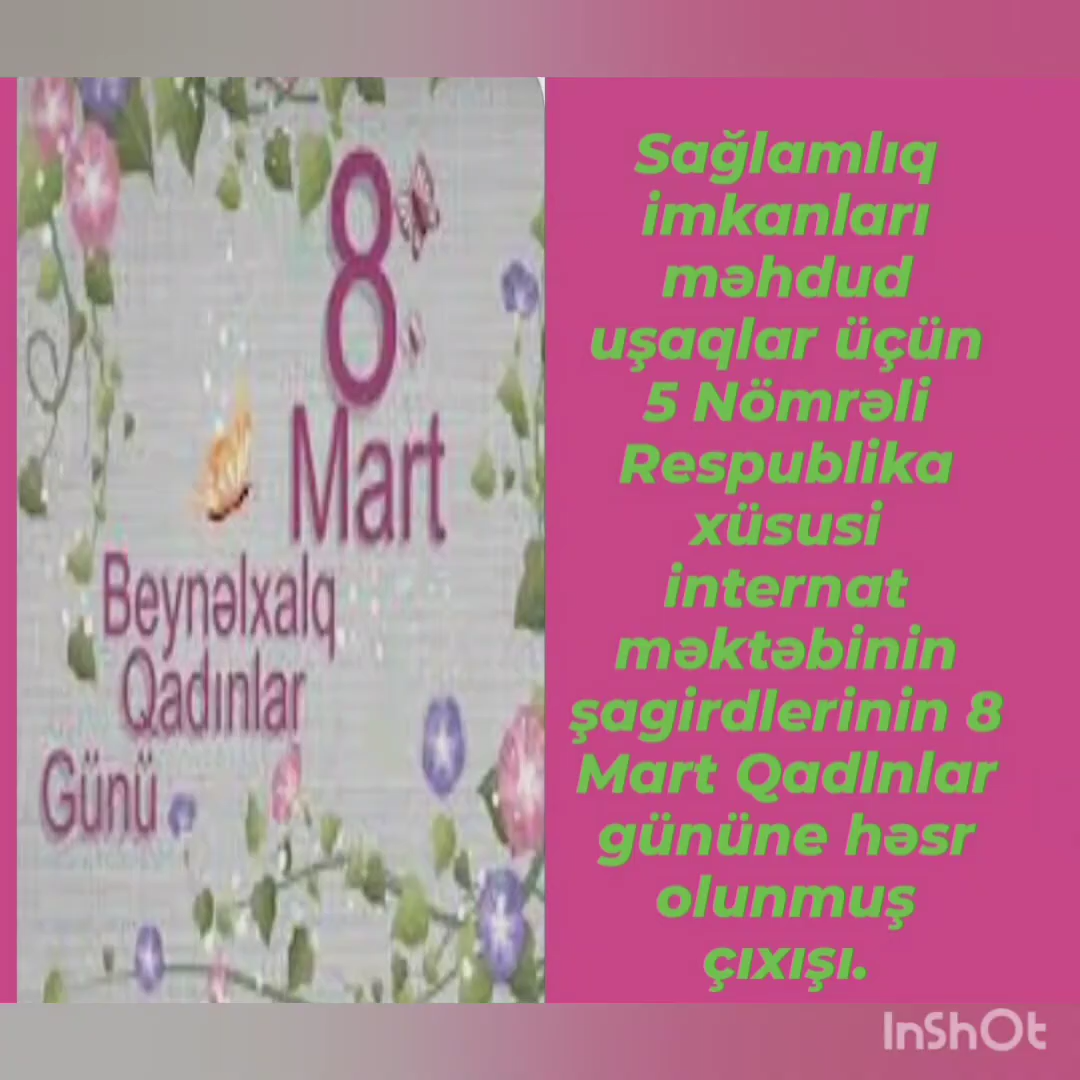 8
Mart
Beynəlxalq
Qadınlar
Günü
Sağlamlıq
imkanları
məhdud
uşaqlar üçün
5 Nömrəli
Respublika
xüsusi
internat
məktəbinin
şagirdlerinin 8
Mart Qadlnlar
gününe həsr
olunmuş
çıxışı.
InShOt